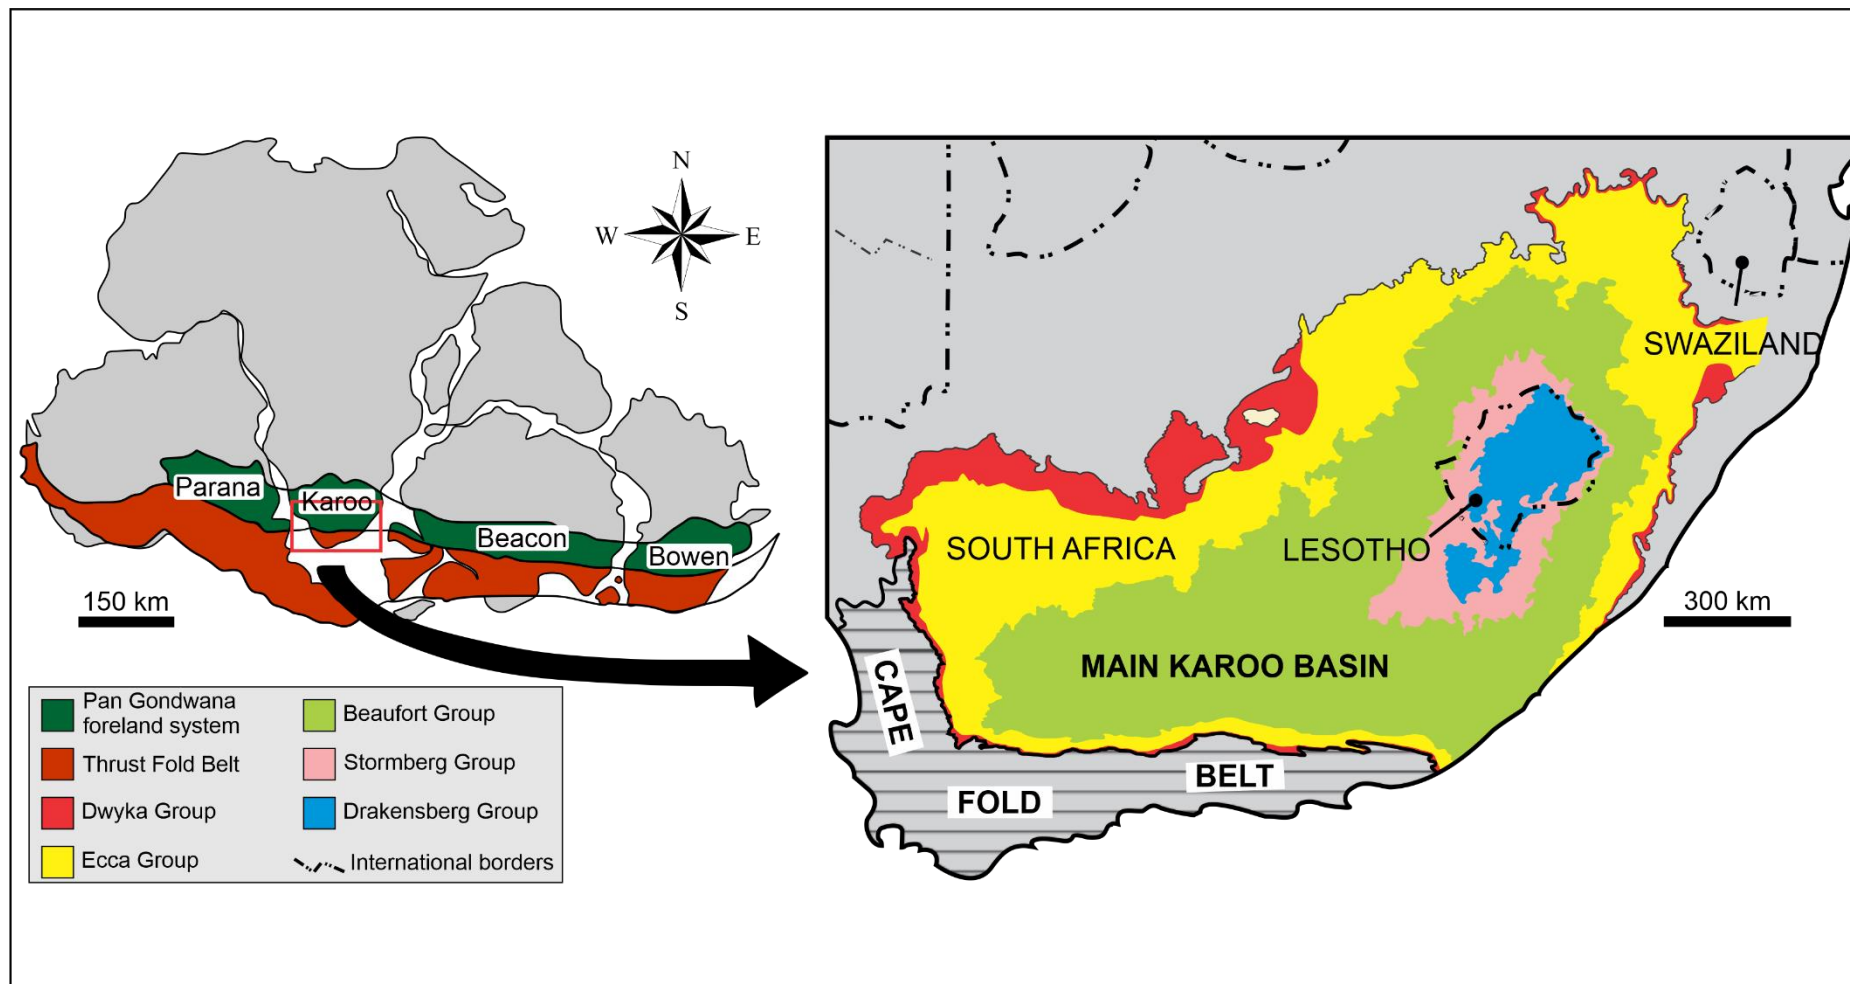 N
W
E
S
Parana
Karoo
Beacon
Bowen
150 km
Pan Gondwana
foreland system
Thrust Fold Belt
Dwyka Group
Ecca Group
Beaufort Group
Stormberg Group
Drakensberg Group
International borders
SWAZILAND
SOUTH AFRICA
LESOTHO
300 km
MAIN KAROO BASIN
CAPE
FOLD
BELT